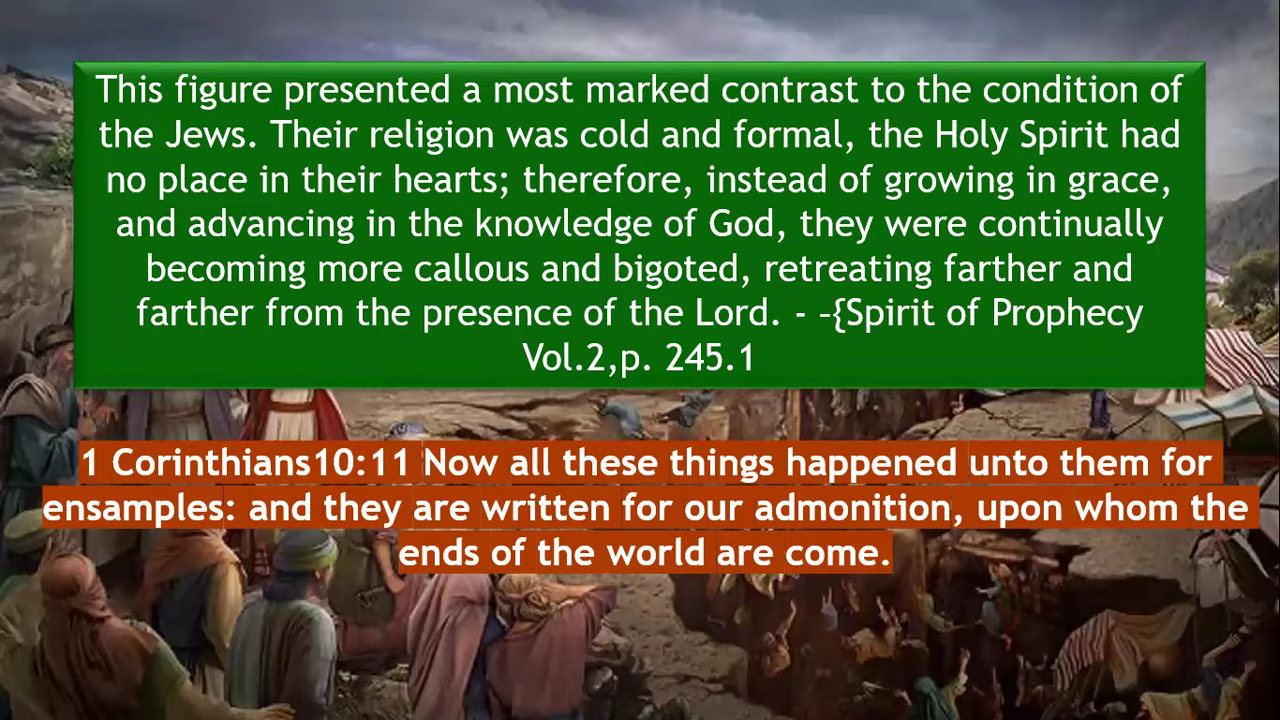 This figure presented a most marked contrast to the condition of
the Jews. Their religion was cold and formal, the Holy Spirit had
no place in their hearts; therefore, instead of growing in grace,
and advancing in the knowledge of God, they were continually
becoming more callous and bigoted, retreating farther and
farther from the presence of the Lord. - –{Spirit of Prophecy
Vol.2,p. 245.1
1 Corinthians10:11 Now all these things happened unto them for
ensamples: and they are written for our admonition, upon whom the
ends of the world are come.